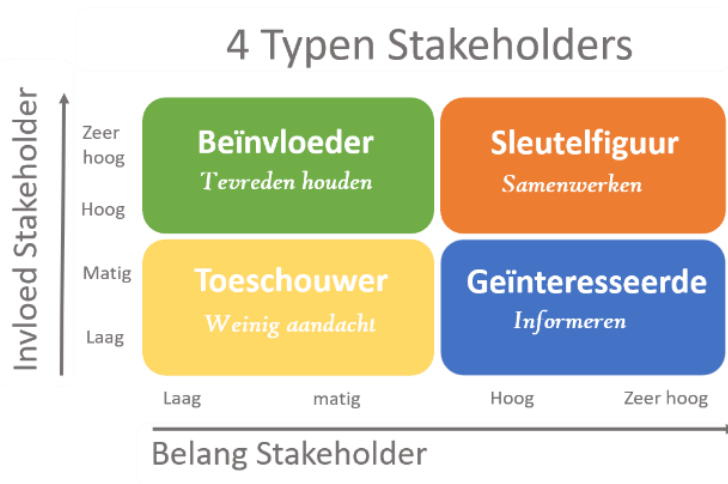 4 Typen Stakeholders
Invloed Stakeholder
Zeer
hoog
Hoog
Matig
Laag
Beïnvloeder
Tevreden houden
Sleutelfiguur
Samenwerken
Toeschouwer
Weinig aandacht
Geïnteresseerde
Informeren
Laag
matig
Hoog
Zeer hoog
Belang Stakeholder